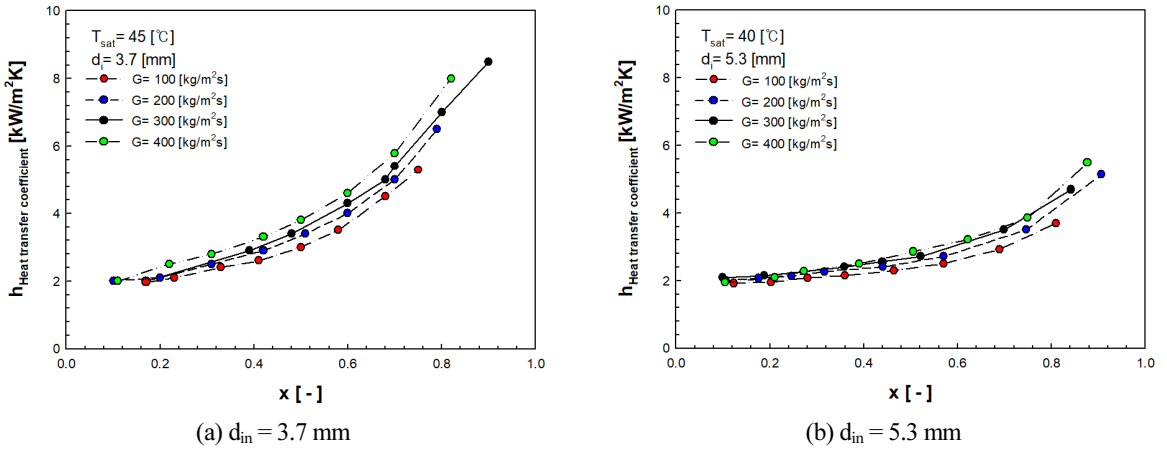 T_sat= 45 [℃]
d_i= 3.7 [mm]
G= 100 [kg/m²s]
G= 200 [kg/m²s]
G= 300 [kg/m²s]
G= 400 [kg/m²s]
h_Heat transfer coefficient [kW/m²K]
10
8
6
4
2
0
0.0 0.2 0.4 0.6 0.8 1.0
x [ - ]
(a) d_in = 3.7 mm
T_sat= 40 [℃]
d_i= 5.3 [mm]
G= 100 [kg/m²s]
G= 200 [kg/m²s]
G= 300 [kg/m²s]
G= 400 [kg/m²s]
h_Heat transfer coefficient [kW/m²K]
10
8
6
4
2
0
0.0 0.2 0.4 0.6 0.8 1.0
x [ - ]
(b) d_in = 5.3 mm